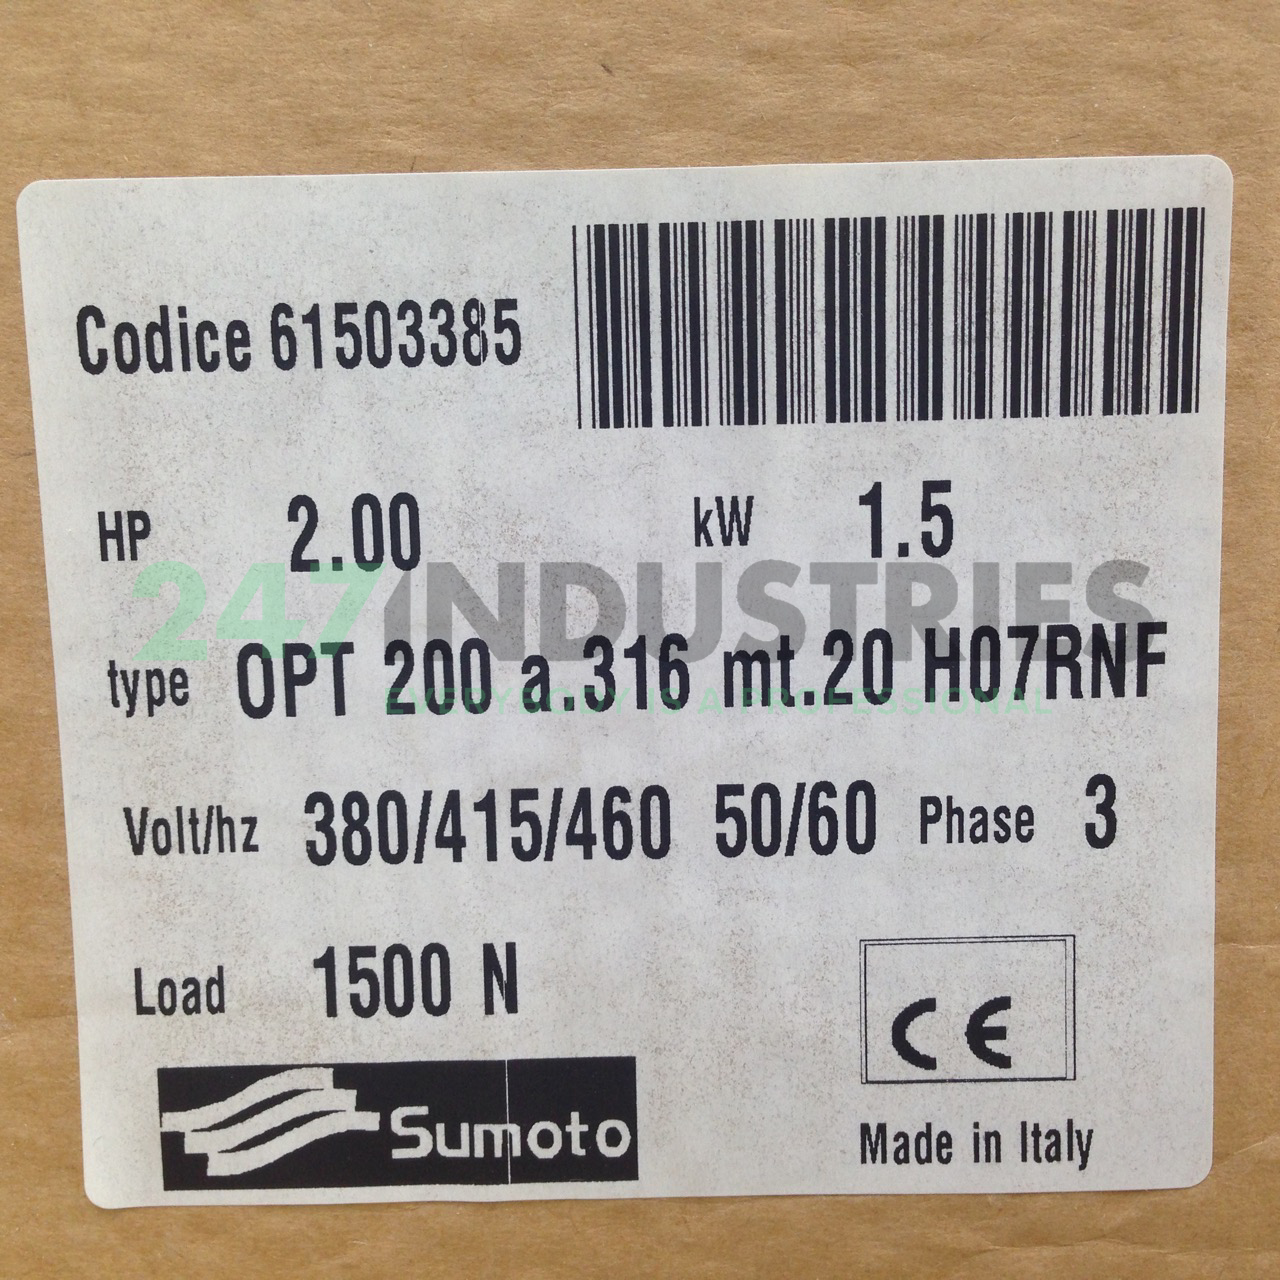 Codice 61503385
HP 2.00 kW 1.5
247INDUSTRIES
type OPT 200 a.316 mt.20 H07RNF
EVERYBODY IS A PROFESSIONAL
Volt/hz 380/415/460 50/60 Phase 3
Load 1500 N
CE
Sumoto
Made in Italy